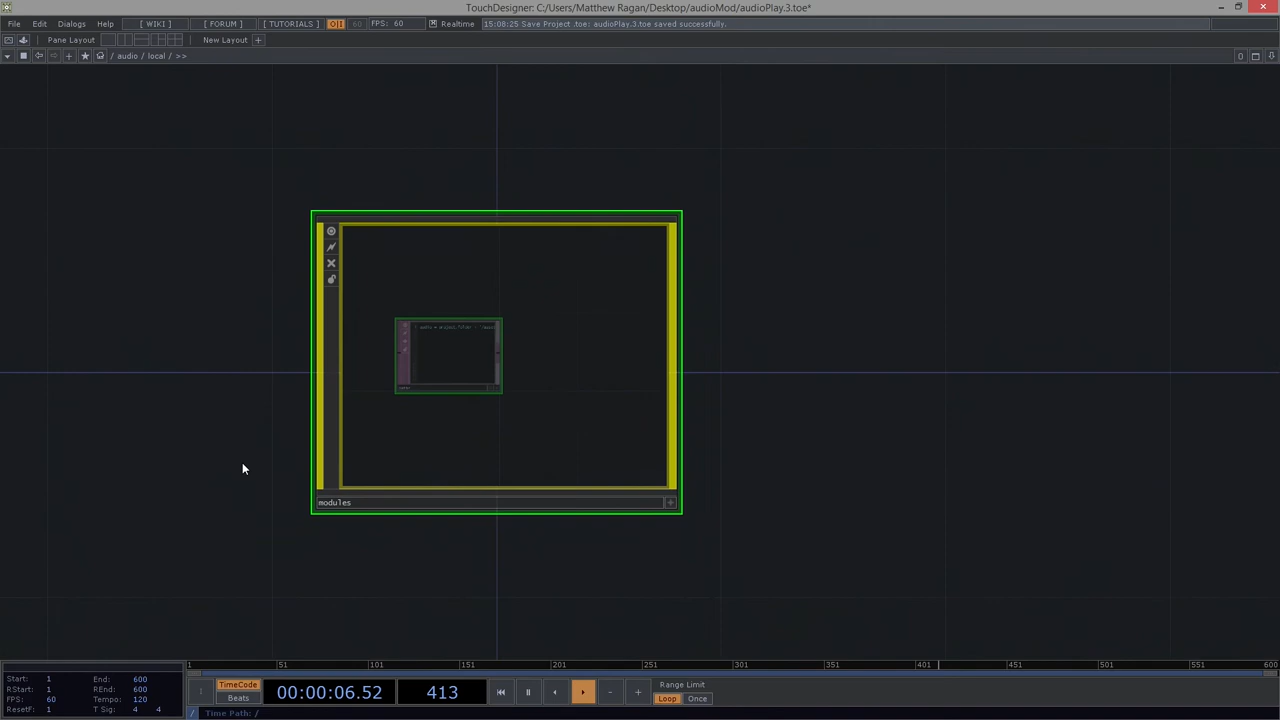 TouchDesigner: C:/Users/Matthew Ragan/Desktop/audioMod/audioPlay.3.toe*
File Edit Dialogs Help [ WIKI ] [ FORUM ] [ TUTORIALS ] O|I 60 FPS: 60 Realtime 15:08:25 Save Project .toe: audioPlay.3.toe saved successfully.
Pane Layout New Layout +
/ audio / local / >> 0
modules
1 51 101 151 201 251 301 351 401 451 501 551 600
Start: 1 End: 600
RStart: 1 REnd: 600
FPS: 60 Tempo: 120
ResetF: 1 T Sig: 4 4
TimeCode
Beats
00:00:06.52 413
Range Limit
Loop Once
/ Time Path: /